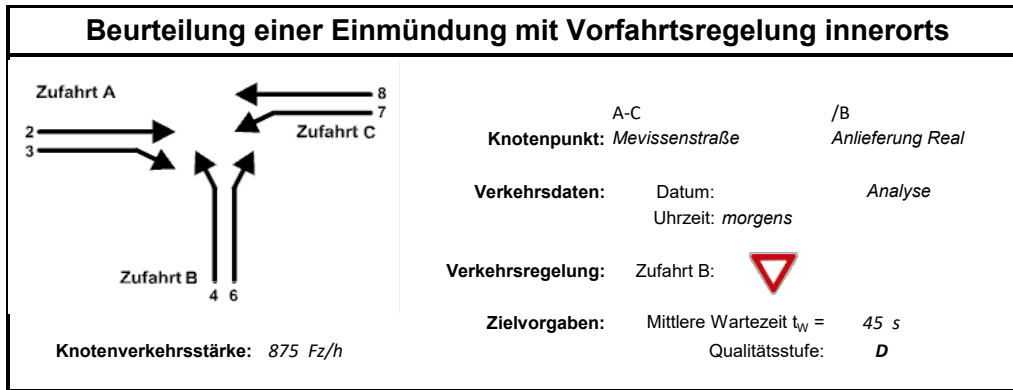 Beurteilung einer Einmündung mit Vorfahrtsregelung innerorts
Zufahrt A
8
7
2
Zufahrt C
3
Zufahrt B
4 6
Knotenverkehrsstärke: 875 Fz/h
A-C /B
Knotenpunkt: Mevissenstraße Anlieferung Real
Verkehrsdaten: Datum: Analyse
Uhrzeit: morgens
Verkehrsregelung: Zufahrt B:
Zielvorgaben: Mittlere Wartezeit tW = 45 s
Qualitätsstufe: D